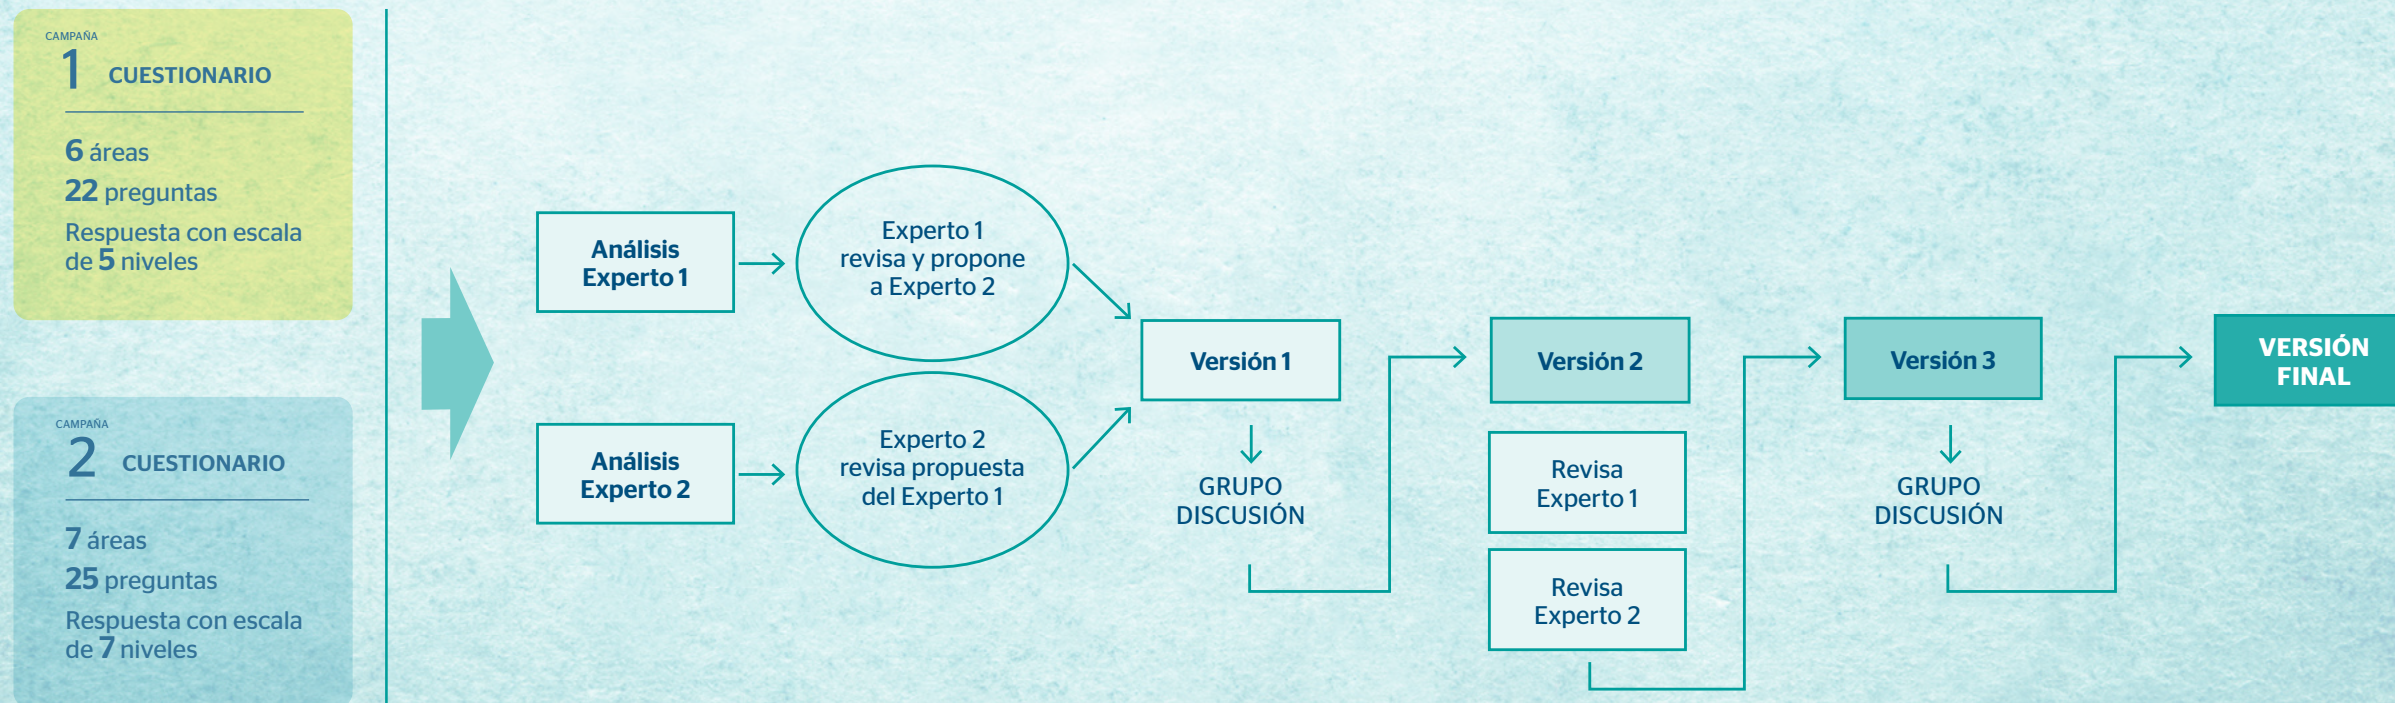 CAMPAÑA
1 CUESTIONARIO
6 áreas
22 preguntas
Respuesta con escala
de 5 niveles
CAMPAÑA
2 CUESTIONARIO
7 áreas
25 preguntas
Respuesta con escala
de 7 niveles
Análisis
Experto 1
Experto 1
revisa y propone
a Experto 2
Análisis
Experto 2
Experto 2
revisa propuesta
del Experto 1
Versión 1
GRUPO
DISCUSIÓN
Versión 2
Revisa
Experto 1
Revisa
Experto 2
Versión 3
GRUPO
DISCUSIÓN
VERSIÓN
FINAL